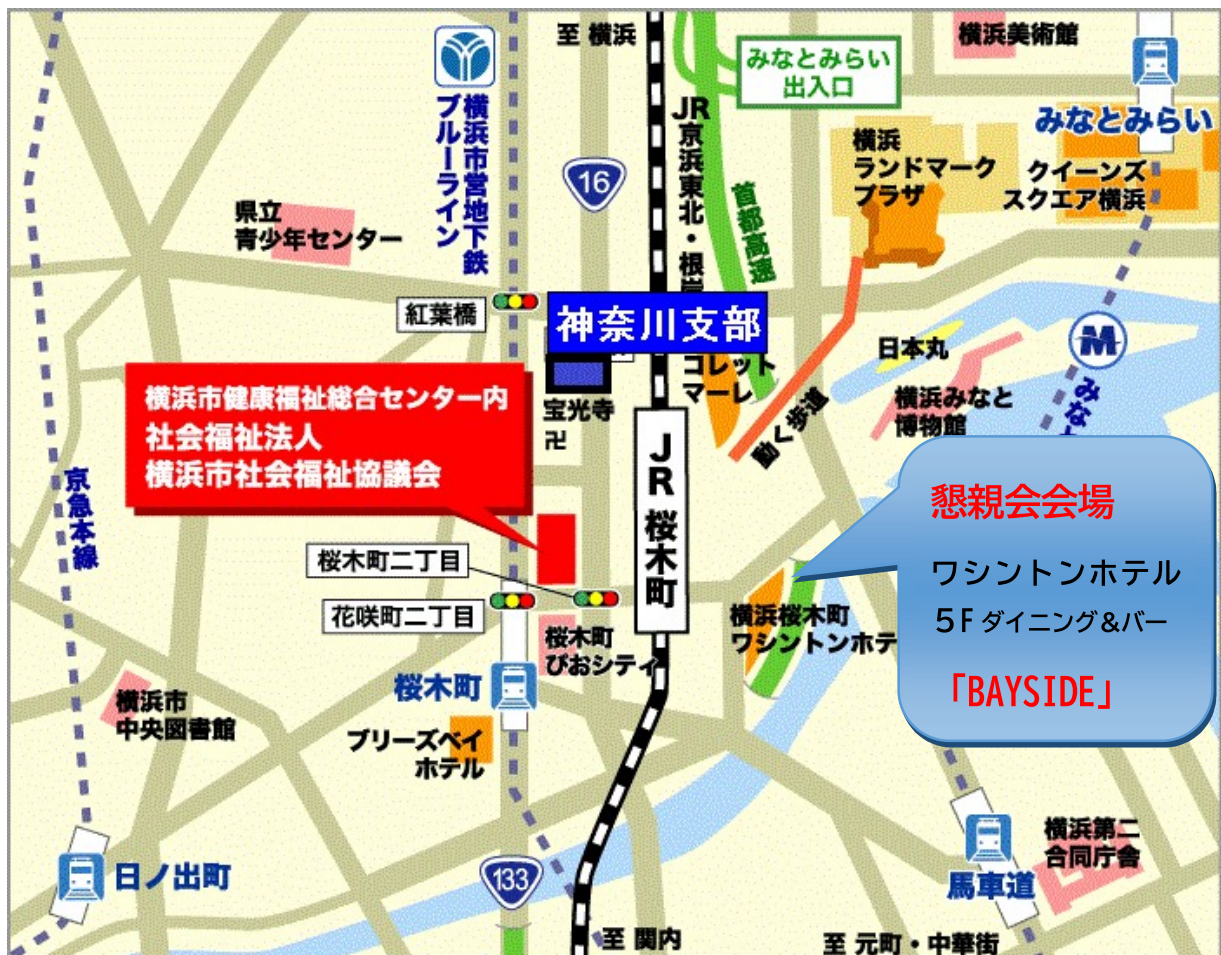 至 横浜
横浜美術館
みなとみらい
出入口
みなとみらい
横浜市営地下鉄
ブルーライン
JR京浜東北・根岸
16
首都高速
横浜
ランドマーク
プラザ
クイーンズ
スクエア横浜
県立
青少年センター
紅葉橋
神奈川支部
日本丸
M
みなと
コレット
マーレ
動く歩道
横浜みなと
博物館
宝光寺
卍
横浜市健康福祉総合センター内
社会福祉法人
横浜市社会福祉協議会
京急本線
JR桜木町
懇親会会場
ワシントンホテル
5F ダイニング&バー
「BAYSIDE」
桜木町二丁目
花咲町二丁目
横浜桜木町
ワシントンホテ
桜木町
ぴおシティ
桜木町
横浜市
中央図書館
ブリーズベイ
ホテル
日ノ出町
133
横浜第二
合同庁舎
馬車道
至 関内
至 元町・中華街